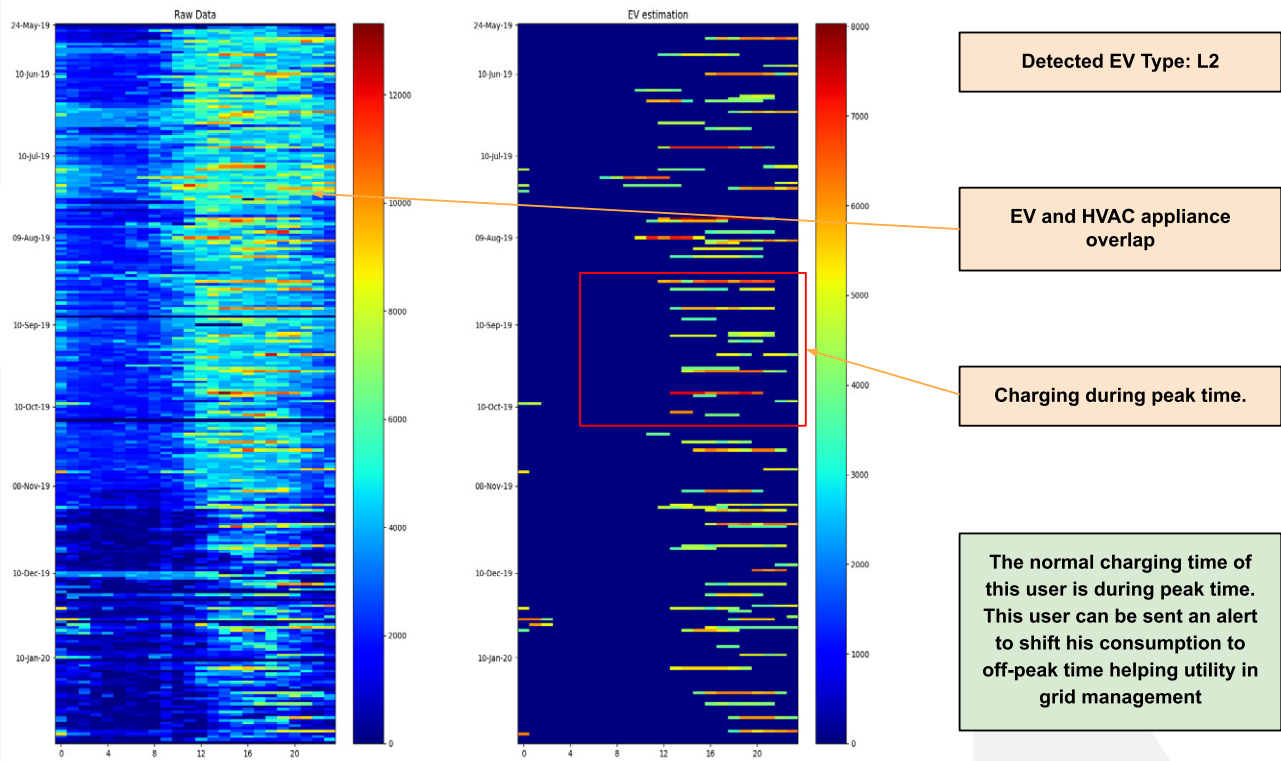 Raw Data
24-May-19
10-Jun-19
10-Jul-19
09-Aug-19
10-Sep-19
10-Oct-19
08-Nov-19
10-Dec-19
10-Jan-20
0 4 8 12 16 20
12000
10000
8000
6000
4000
2000
0
EV estimation
24-May-19
10-Jun-19
10-Jul-19
09-Aug-19
10-Sep-19
10-Oct-19
08-Nov-19
10-Dec-19
10-Jan-20
0 4 8 12 16 20
8000
7000
6000
5000
4000
3000
2000
1000
0
Detected EV Type: L2
EV and HVAC appliance
overlap
Charging during peak time.
The normal charging time of
this user is during peak time.
This user can be sent an alert
to shift his consumption to
off-peak time helping utility in
grid management